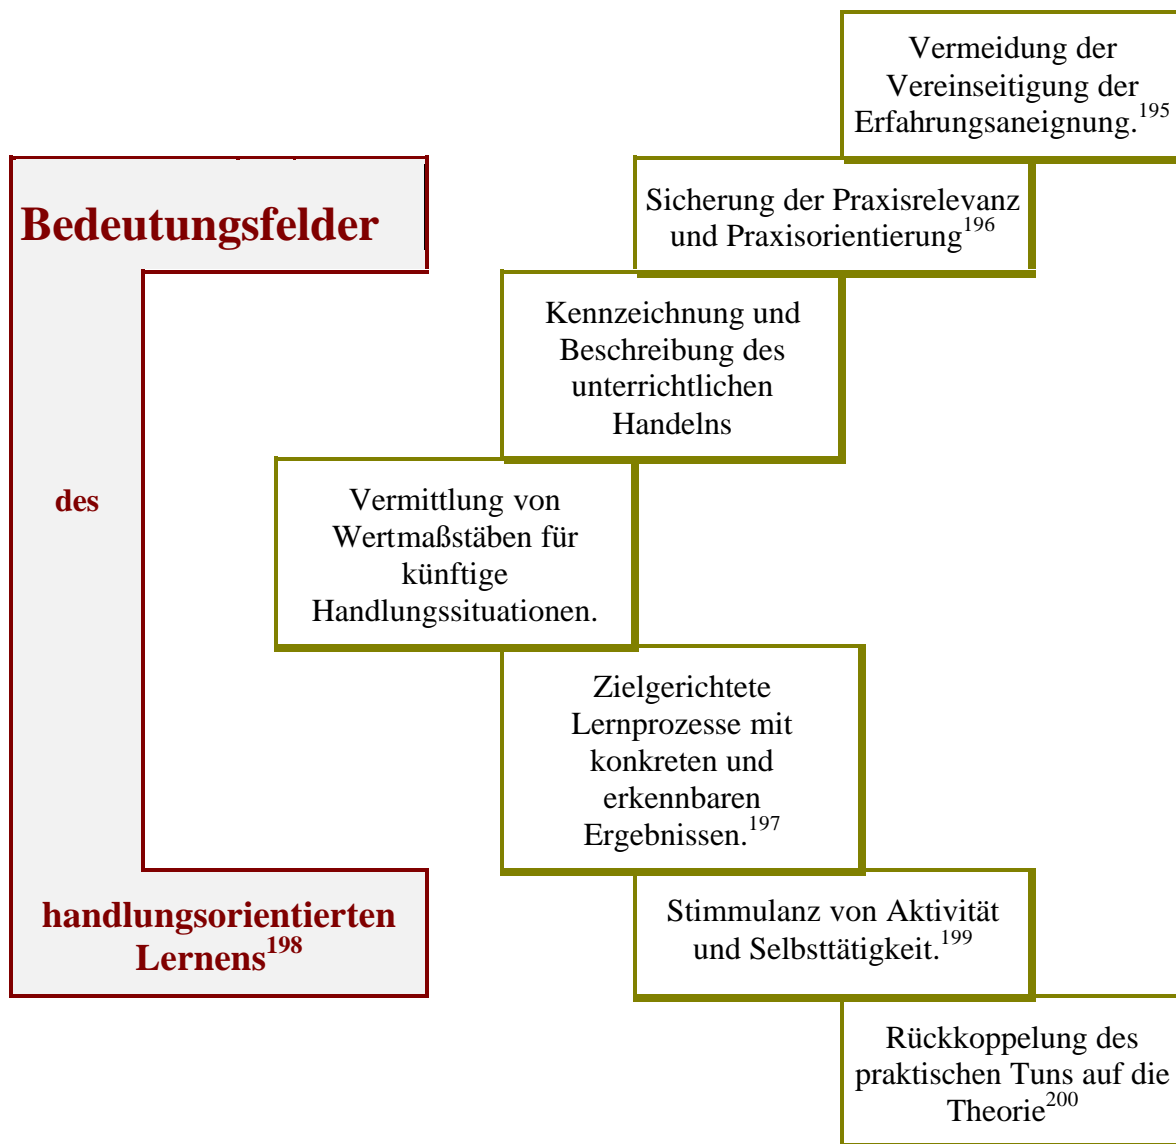 Vermeidung der
Vereinseitigung der
Erfahrungsaneignung.195
Bedeutungsfelder
Sicherung der Praxisrelevanz
und Praxisorientierung196
Kennzeichnung und
Beschreibung des
unterrichtlichen
Handelns
des
Vermittlung von
Wertmaßstäben für
künftige
Handlungssituationen.
Zielgerichtete
Lernprozesse mit
konkreten und
erkennbaren
Ergebnissen.197
handlungsorientierten
Lernens198
Stimmulanz von Aktivität
und Selbsttätigkeit.199
Rückkoppelung des
praktischen Tuns auf die
Theorie200